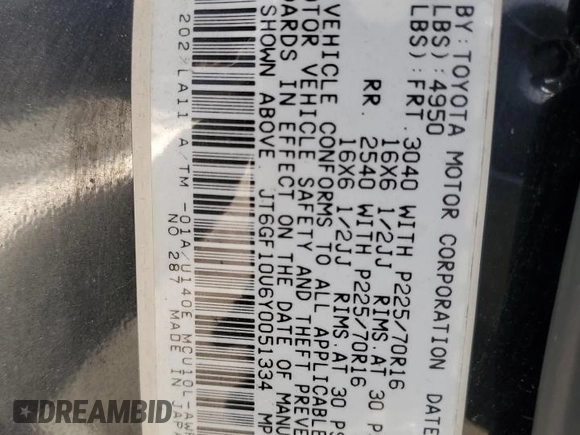 BY: TOYOTA MOTOR CORPORATION DATE
LBS): 4950
LBS): FRT. 3040 WITH P225/70R16
16X6 1/2JJ RIMS.AT 30 P
RR. 2540 WITH P225/70R16
16X6 1/2JJ RIMS.AT 30 PS
VEHICLE CONFORMS TO ALL APPLICABLE
TOR VEHICLE SAFETY AND THEFT PREVE
DARDS IN EFFECT ON THE DATE OF MANU
SHOWN ABOVE. JT6GF10U6Y0051334 MP
202/LA11 A/TM -01A/U140E MCU10L-AW
NO 287 MADE IN JAPA
DREAMBID